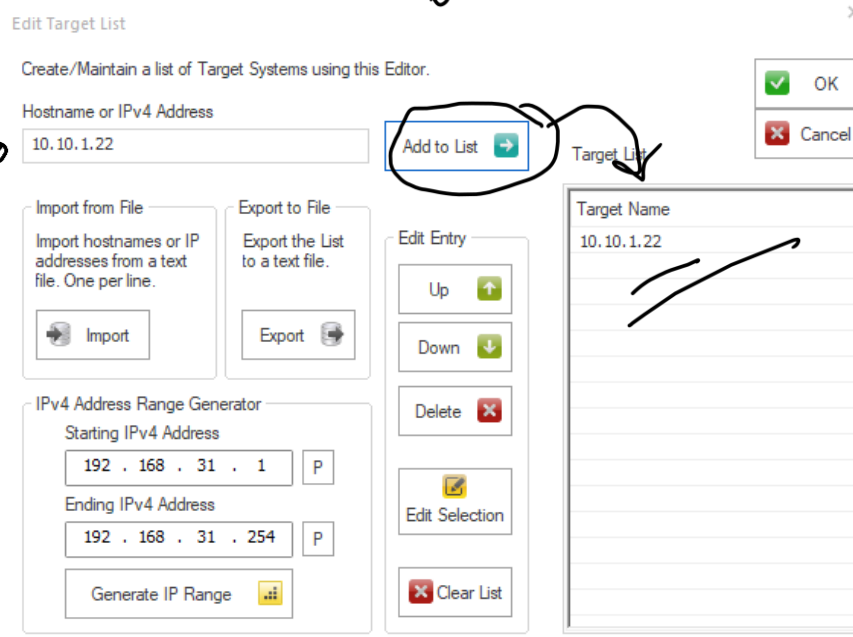 Edit Target List
Create/Maintain a list of Target Systems using this Editor.
OK
Hostname or IPv4 Address
10.10.1.22
Add to List
Cancel
Target List
Import from File
Import hostnames or IP
addresses from a text
file. One per line.
Import
Export to File
Export the List
to a text file.
Export
Edit Entry
Up
Down
Delete
Edit Selection
Clear List
Target Name
10.10.1.22
IPv4 Address Range Generator
Starting IPv4 Address
192 . 168 . 31 . 1
P
Ending IPv4 Address
192 . 168 . 31 . 254
P
Generate IP Range